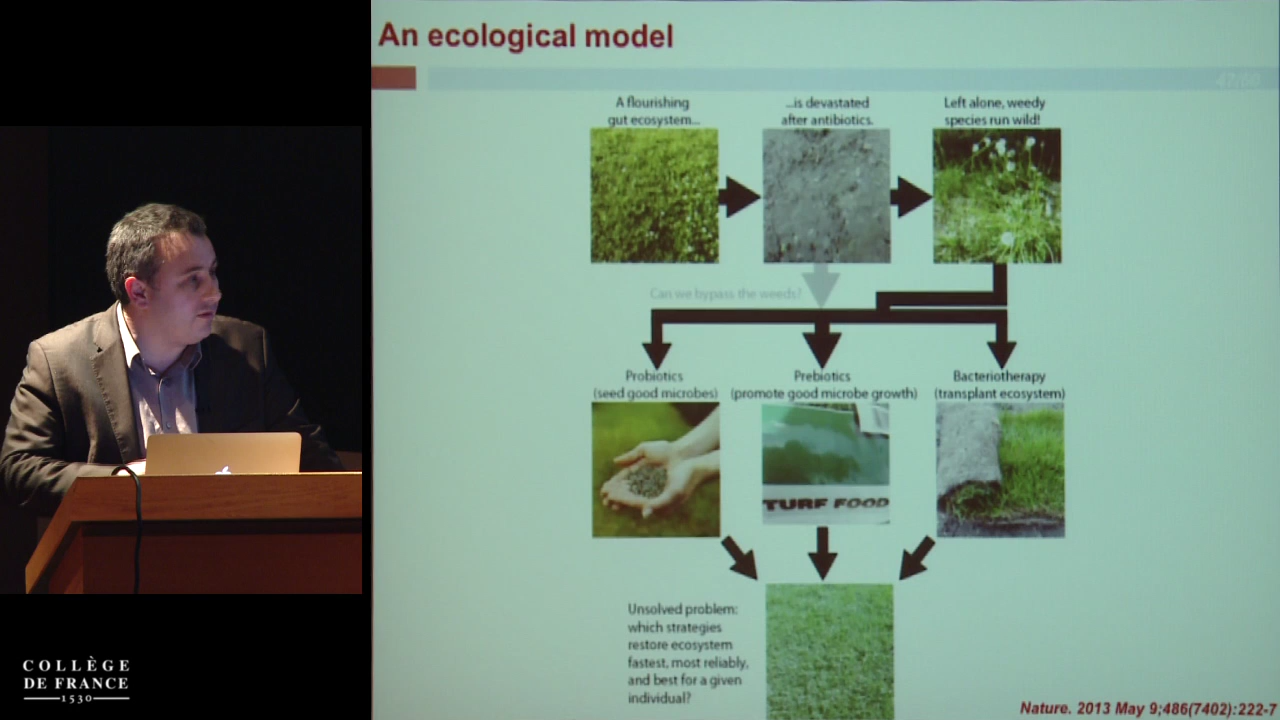 An ecological model
47/60
A flourishing
gut ecosystem...
...is devastated
after antibiotics.
Left alone, weedy
species run wild!
Can we bypass the weeds?
Probiotics
(seed good microbes)
Prebiotics
(promote good microbe growth)
Bacteriotherapy
(transplant ecosystem)
TURF FOOD
Unsolved problem:
which strategies
restore ecosystem
fastest, most reliably,
and best for a given
individual?
Nature. 2013 May 9;486(7402):222-7
COLLÈGE
DE FRANCE
1530